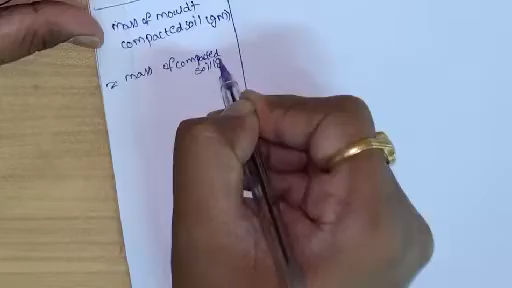 mass of mould+
compacted soil (gm)
2 mass of compacted
soil (g